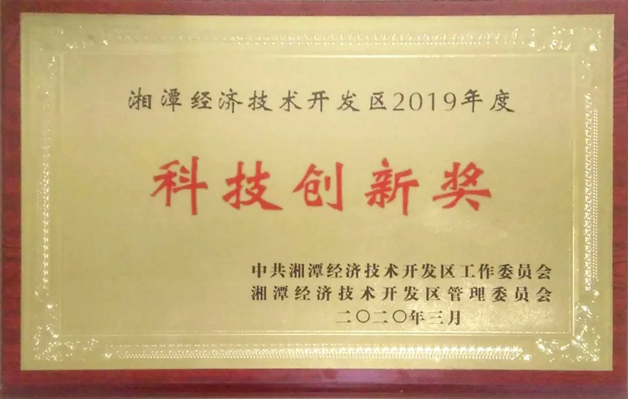 湘潭经济技术开发区2019年度
科技创新奖
中共湘潭经济技术开发区工作委员会
湘潭经济技术开发区管理委员会
二〇二〇年三月